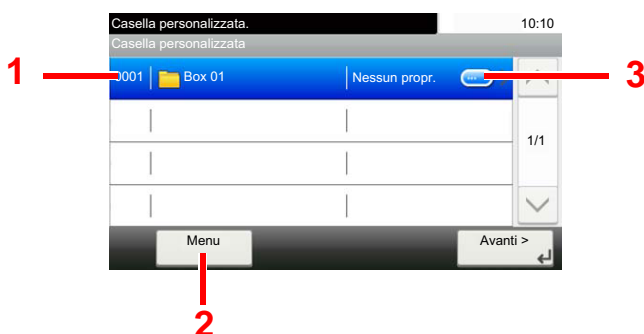 Casella personalizzata. 10:10
Casella personalizzata
1 0001 Box 01 Nessun propr. ... 3
1/1
Menu Avanti >
2